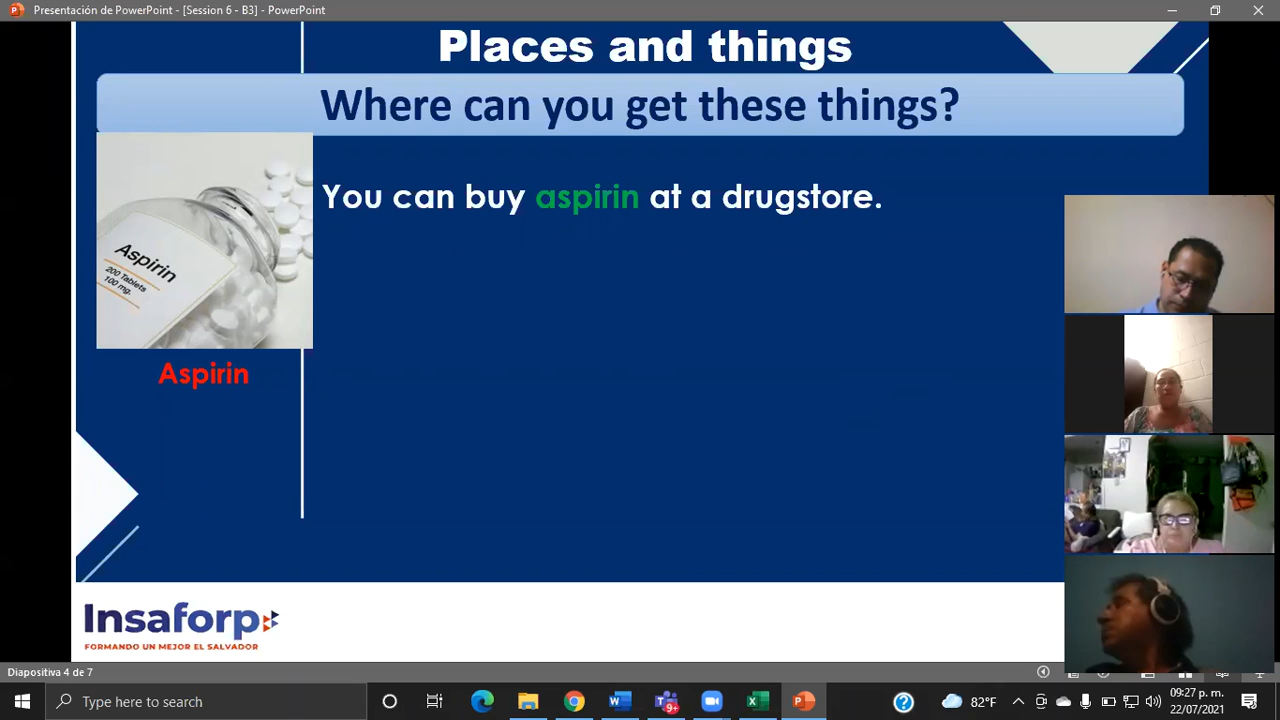 Presentación de PowerPoint - [Session 6 - B3] - PowerPoint
Places and things
Where can you get these things?
You can buy aspirin at a drugstore.
Aspirin
200 Tablets
100 mg.
Aspirin
Insaforp
FORMANDO UN MEJOR EL SALVADOR
Diapositiva 4 de 7
Type here to search
9+
82°F
09:27 p. m.
22/07/2021